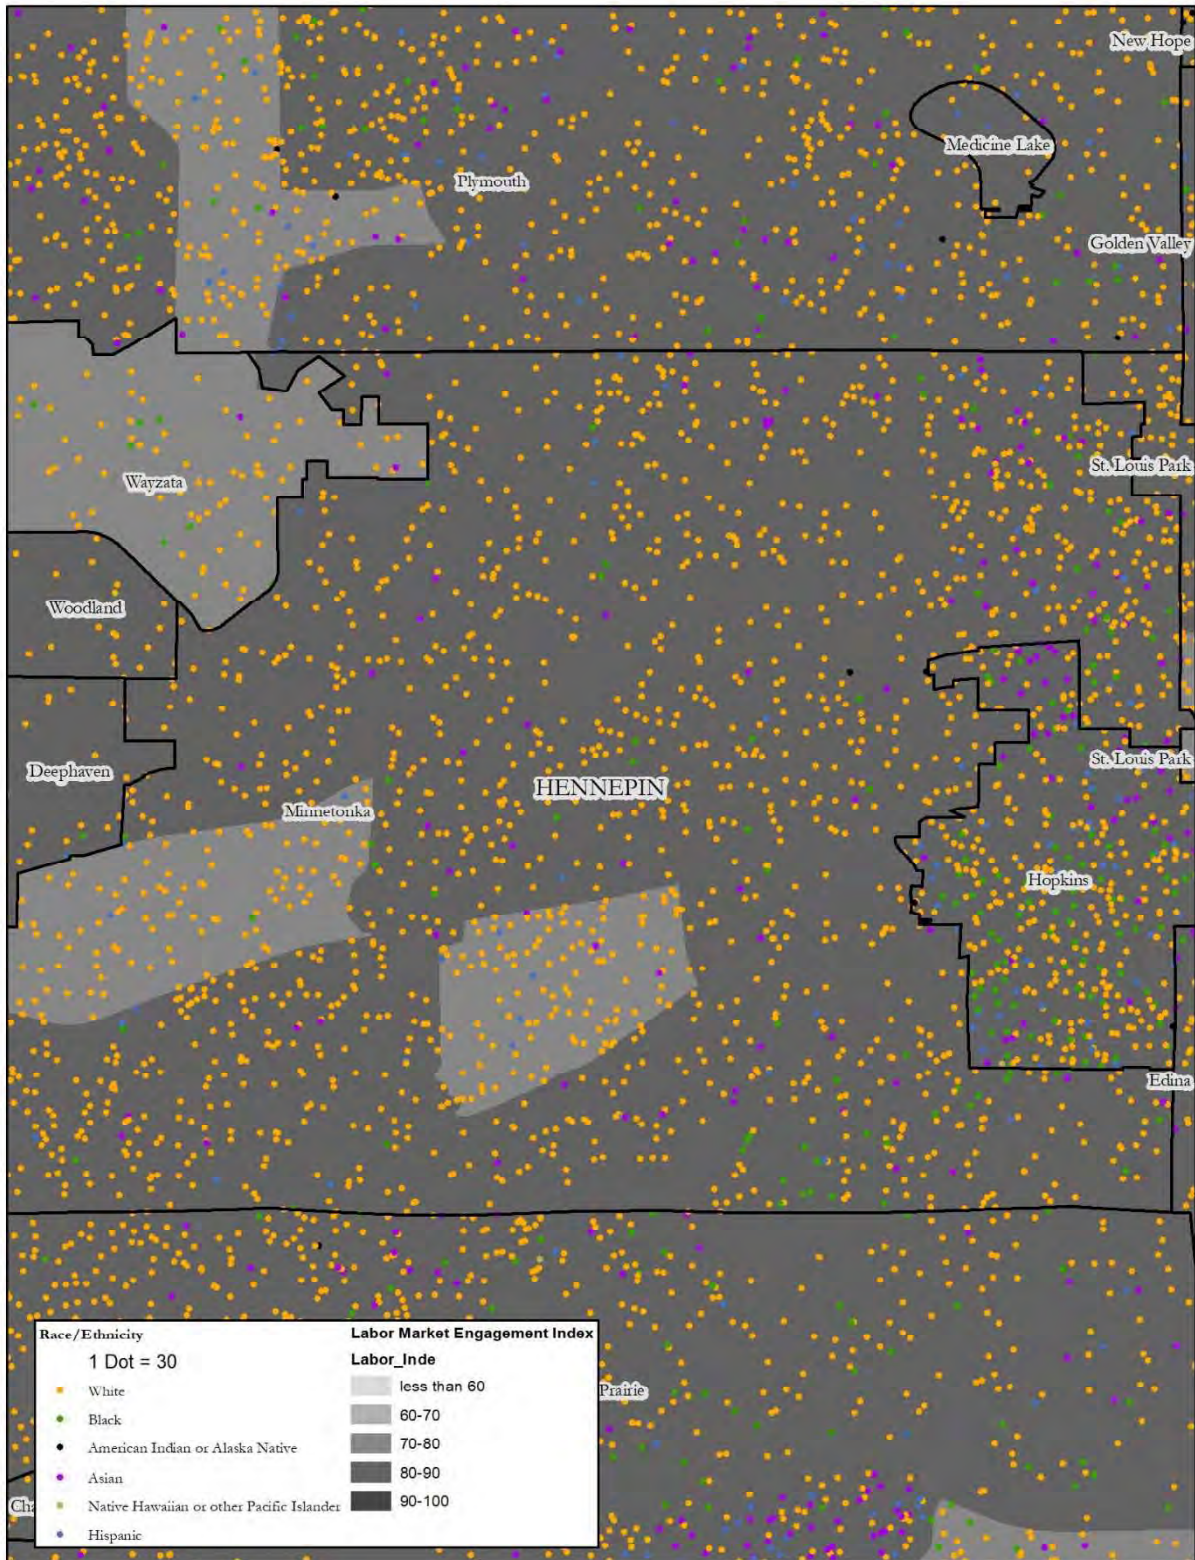 New Hope
Medicine Lake
Plymouth
Golden Valley
St. Louis Park
Wayzata
Woodland
St. Louis Park
Deephaven
HENNEPIN
Minnetonka
Hopkins
Edina
Prairie
Cha
Race/Ethnicity
1 Dot = 30
White
Black
American Indian or Alaska Native
Asian
Native Hawaiian or other Pacific Islander
Hispanic
Labor Market Engagement Index
Labor_Inde
less than 60
60-70
70-80
80-90
90-100